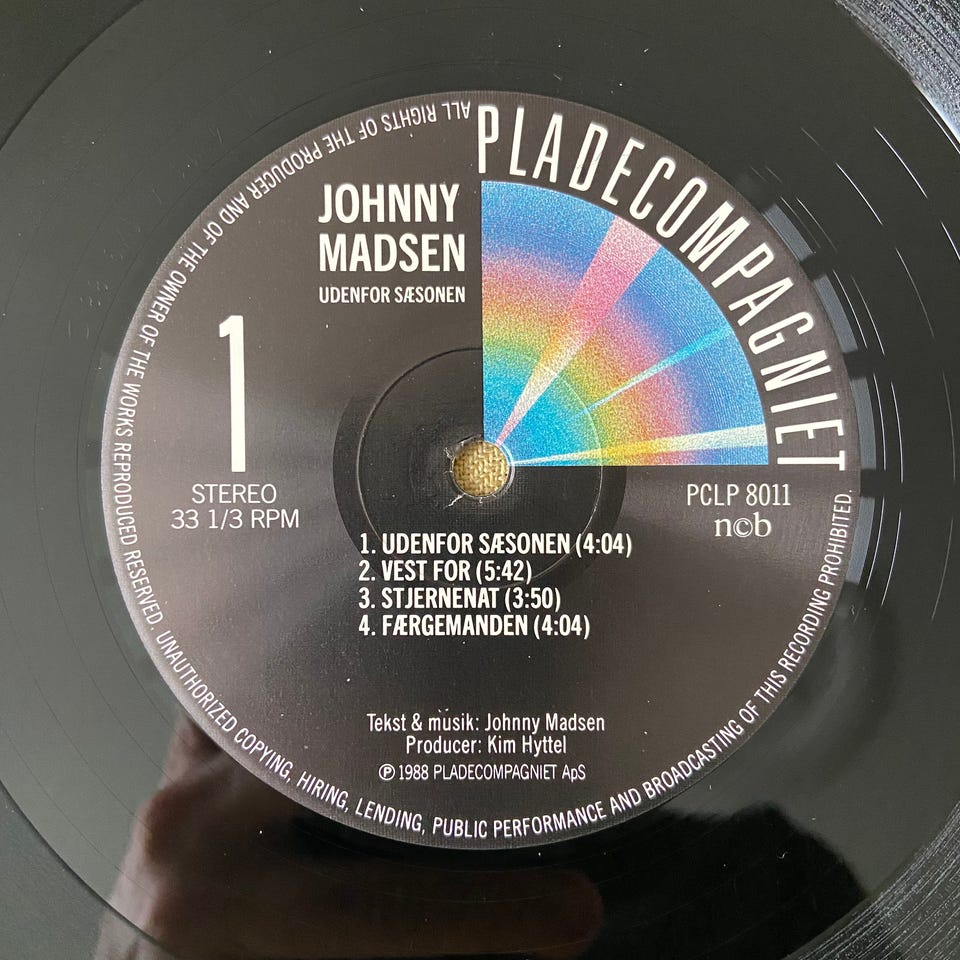 PLADECOMPAGNIET
JOHNNY
MADSEN
UDENFOR SÆSONEN
1
STEREO
33 1/3 RPM
PCLP 8011
n©b
1. UDENFOR SÆSONEN (4:04)
2. VEST FOR (5:42)
3. STJERNENAT (3:50)
4. FÆRGEMANDEN (4:04)
Tekst & musik: Johnny Madsen
Producer: Kim Hyttel
℗ 1988 PLADECOMPAGNIET ApS
ALL RIGHTS OF THE PRODUCER AND OF THE OWNER OF THE WORKS REPRODUCED RESERVED. UNAUTHORIZED COPYING, HIRING, LENDING, PUBLIC PERFORMANCE AND BROADCASTING OF THIS RECORDING PROHIBITED.